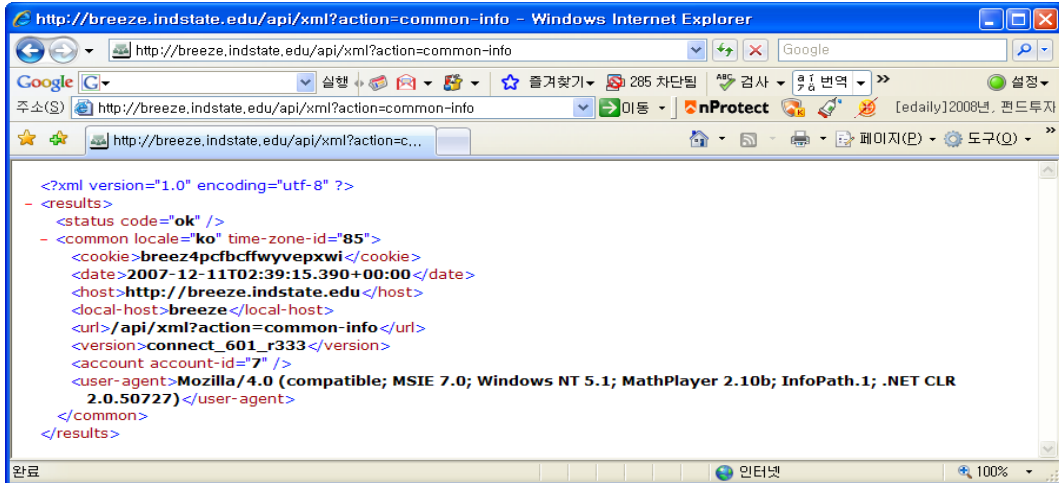 http://breeze.indstate.edu/api/xml?action=common-info - Windows Internet Explorer
http://breeze.indstate.edu/api/xml?action=common-info Google
Google G 실행 즐겨찾기 285 차단됨 검사 번역 » 설정
주소(S) http://breeze.indstate.edu/api/xml?action=common-info 이동 nProtect [edaily]2008년, 펀드투자
http://breeze.indstate.edu/api/xml?action=c... 페이지(P) 도구(O) »
<?xml version="1.0" encoding="utf-8" ?>
- <results>
<status code="ok" />
- <common locale="ko" time-zone-id="85">
<cookie>breez4pcfbcffwyvepxwi</cookie>
<date>2007-12-11T02:39:15.390+00:00</date>
<host>http://breeze.indstate.edu</host>
<local-host>breeze</local-host>
<url>/api/xml?action=common-info</url>
<version>connect_601_r333</version>
<account account-id="7" />
<user-agent>Mozilla/4.0 (compatible; MSIE 7.0; Windows NT 5.1; MathPlayer 2.10b; InfoPath.1; .NET CLR
2.0.50727)</user-agent>
</common>
</results>
완료 인터넷 100%